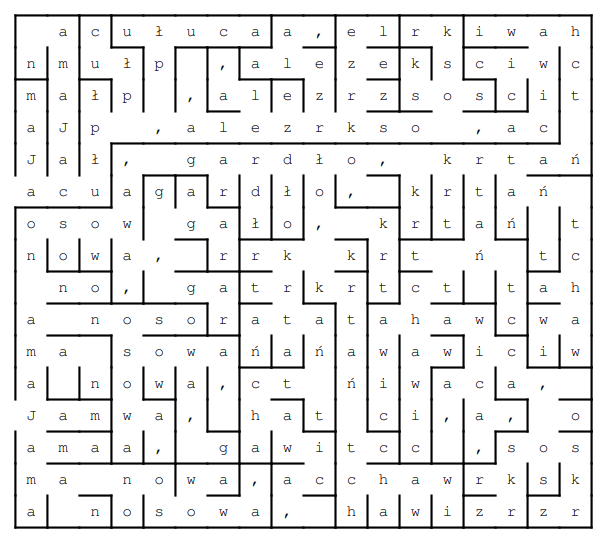 a c u ł u c a a , e l r k i w a h
n m u ł p , a l e z e k s c i w c
m a ł p , a l e z r z s o s c i t
a J p , a l e z r k s o , a c
J a ł , g a r d ł o , k r t a ń
a c u a g a r d ł o , k r t a ń
o s o w g a ł o , k r t a ń t
n o w a , r r k k r t ń t c
n o , g a t r k r t c t t a h
a n o s o r a t a t a h a w c w a
m a s o w a ń a ń a w a w i c i w
a n o w a , c t ń i w a c a ,
J a m w a , h a t c i , a , o
a m a a , g a w i t c c , s o s
m a n o w a , a c c h a w r k s k
a n o s o w a , h a w i z r z r